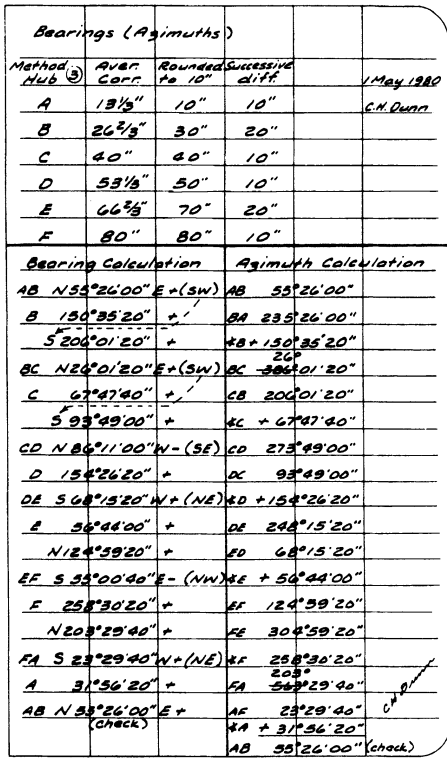 Bearings (Azimuths)
Method Hub ③ Aver. Corr. Rounded to 10" Successive diff. 1 May 1980
A 13⅓" 10" 10" C.H. Dunn
B 26⅔" 30" 20"
C 40" 40" 10"
D 53⅓" 50" 10"
E 66⅔" 70" 20"
F 80" 80" 10"
Bearing Calculation Azimuth Calculation
AB N55°26'00"E +(SW) AB 55°26'00"
B 150°35'20" + BA 235°26'00"
S 206°01'20" + ∡B + 150°35'20"
26°
BC N26°01'20"E +(SW) BC 386°01'20"
C 67°47'40" + CB 206°01'20"
S 93°49'00" + ∡C + 67°47'40"
CD N 86°11'00"W - (SE) CD 273°49'00"
D 154°26'20" + DC 93°49'00"
DE S 68°15'20"W + (NE) ∡D + 154°26'20"
E 56°44'00" + DE 248°15'20"
N124°59'20" + ED 68°15'20"
EF S 55°00'40"E - (NW) ∡E + 56°44'00"
F 258°30'20" + EF 124°59'20"
N203°29'40" + FE 304°59'20"
FA S 23°29'40"W + (NE) ∡F 258°30'20"
203°
A 31°56'20" + FA 563°29'40"
AB N 55°26'00"E + AF 23°29'40"
(check) ∡A + 31°56'20"
AB 55°26'00" (check)
CH Dunn